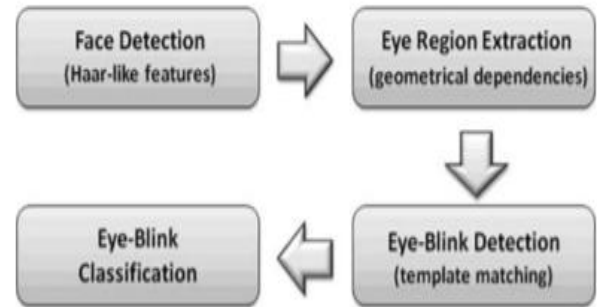 Face Detection
(Haar-like features)
Eye Region Extraction
(geometrical dependencies)
Eye-Blink Detection
(template matching)
Eye-Blink
Classification